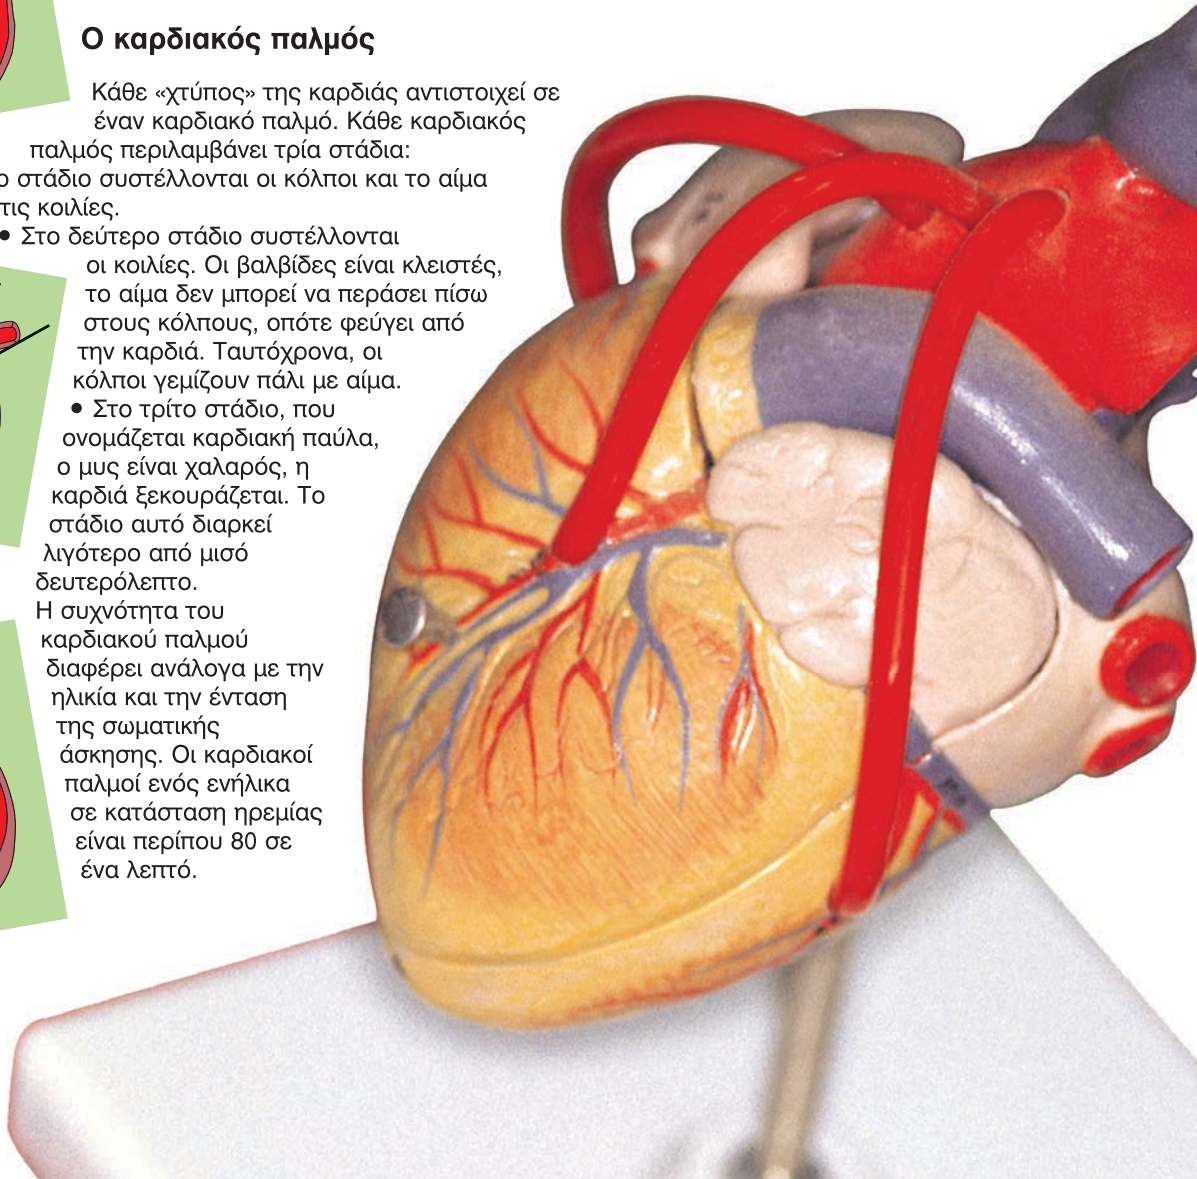 Ο καρδιακός παλμός
Κάθε «χτύπος» της καρδιάς αντιστοιχεί σε
έναν καρδιακό παλμό. Κάθε καρδιακός
παλμός περιλαμβάνει τρία στάδια:
στάδιο συστέλλονται οι κόλποι και το αίμα
τις κοιλίες.
• Στο δεύτερο στάδιο συστέλλονται
οι κοιλίες. Οι βαλβίδες είναι κλειστές,
το αίμα δεν μπορεί να περάσει πίσω
στους κόλπους, οπότε φεύγει από
την καρδιά. Ταυτόχρονα, οι
κόλποι γεμίζουν πάλι με αίμα.
• Στο τρίτο στάδιο, που
ονομάζεται καρδιακή παύλα,
ο μυς είναι χαλαρός, η
καρδιά ξεκουράζεται. Το
στάδιο αυτό διαρκεί
λιγότερο από μισό
δευτερόλεπτο.
Η συχνότητα του
καρδιακού παλμού
διαφέρει ανάλογα με την
ηλικία και την ένταση
της σωματικής
άσκησης. Οι καρδιακοί
παλμοί ενός ενήλικα
σε κατάσταση ηρεμίας
είναι περίπου 80 σε
ένα λεπτό.